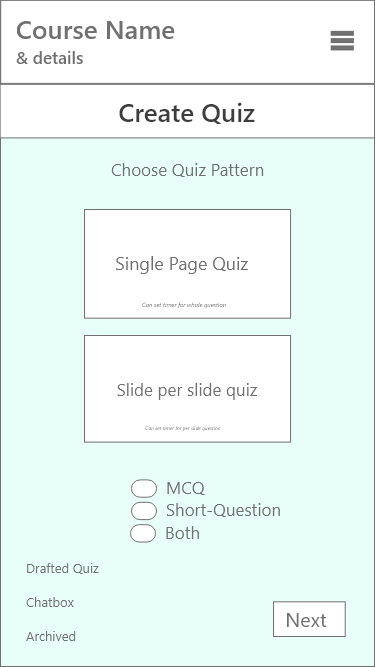 Course Name
& details
Create Quiz
Choose Quiz Pattern
Single Page Quiz
Can set timer for whole question
Slide per slide quiz
Can set timer for per slide question
MCQ
Short-Question
Both
Drafted Quiz
Chatbox
Next
Archived